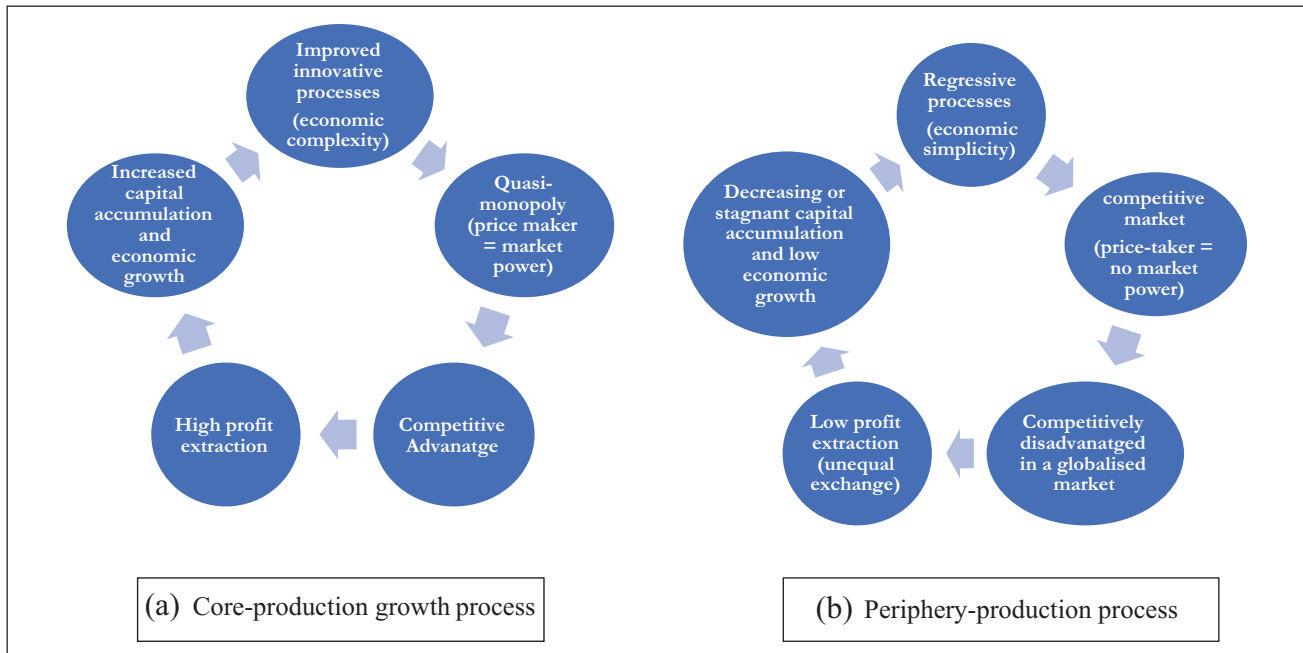 Improved
innovative
processes
(economic
complexity)
Quasi-
monopoly
(price maker
= market
power)
Competitive
Advanatge
High profit
extraction
Increased
capital
accumulation
and
economic
growth
(a) Core-production growth process
Regressive
processes
(economic
simplicity)
competitive
market
(price-taker =
no market
power)
Competitively
disadvanatged
in a globalised
market
Low profit
extraction
(unequal
exchange)
Decreasing or
stagnant capital
accumulation
and low
economic
growth
(b) Periphery-production process